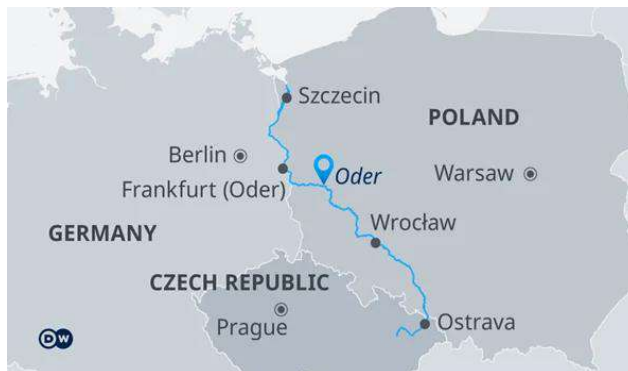 Szczecin
POLAND
Berlin
Oder
Warsaw
Frankfurt (Oder)
Wrocław
GERMANY
CZECH REPUBLIC
Prague
Ostrava
DW